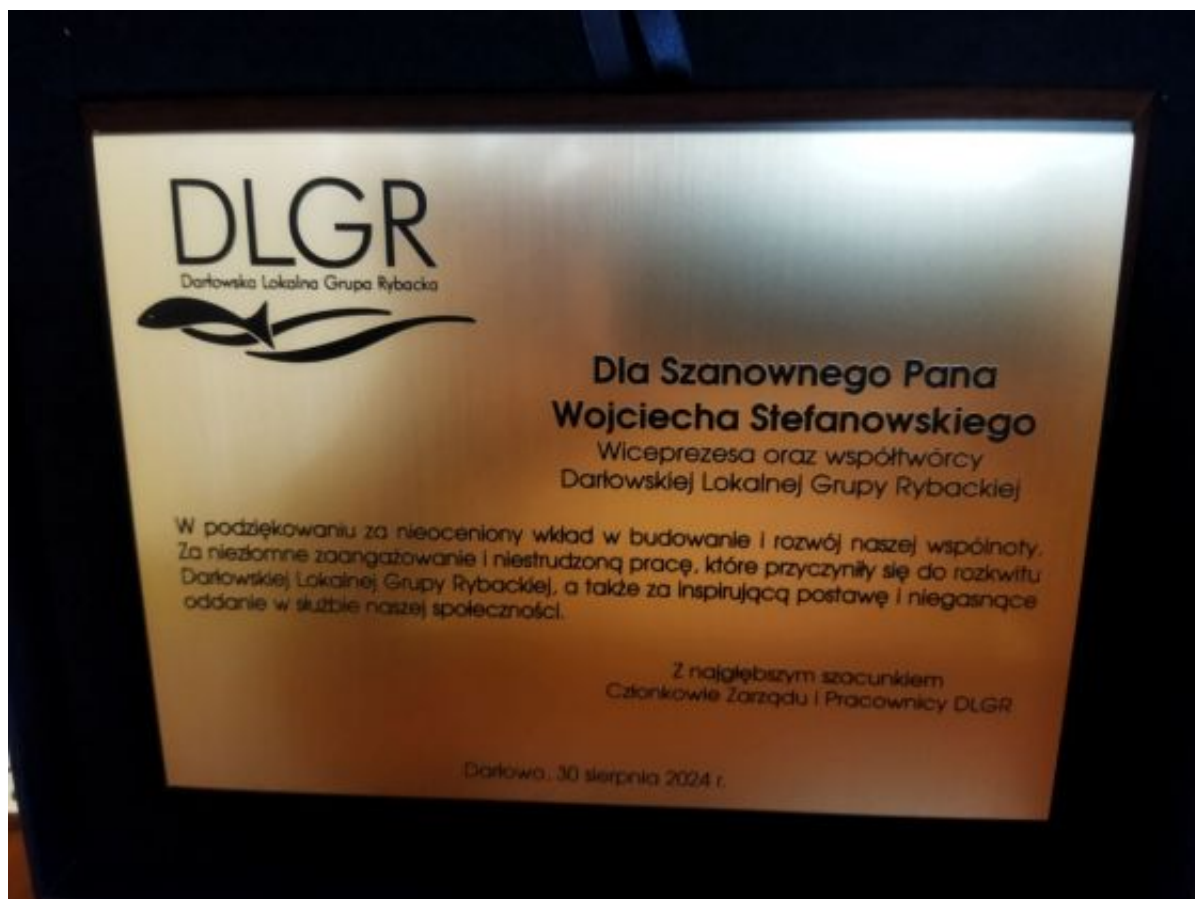 DLGR
Darłowska Lokalna Grupa Rybacka
Dla Szanownego Pana
Wojciecha Stefanowskiego
Wiceprezesa oraz współtwórcy
Darłowskiej Lokalnej Grupy Rybackiej
W podziękowaniu za nieoceniony wkład w budowanie i rozwój naszej wspólnoty.
Za niezłomne zaangażowanie i niestrudzoną pracę, które przyczyniły się do rozkwitu
Darłowskiej Lokalnej Grupy Rybackiej, a także za inspirującą postawę i niegasnące
oddanie w służbie naszej społeczności.
Z najgłębszym szacunkiem
Członkowie Zarządu i Pracownicy DLGR
Darłowo, 30 sierpnia 2024 r.